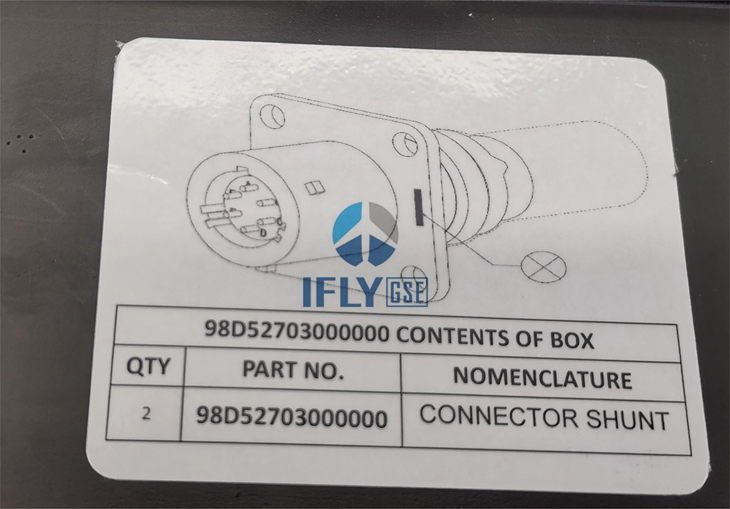 IFLY GSE
98D52703000000 CONTENTS OF BOX
QTY PART NO. NOMENCLATURE
2 98D52703000000 CONNECTOR SHUNT